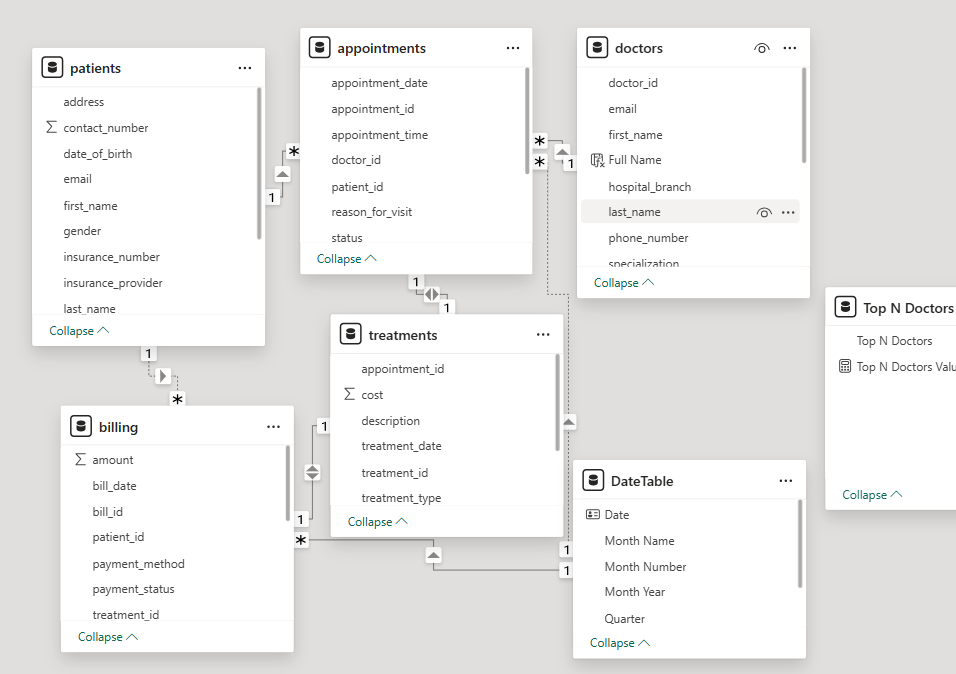 patients
address
contact_number
date_of_birth
email
first_name
gender
insurance_number
insurance_provider
last_name
Collapse
appointments
appointment_date
appointment_id
appointment_time
doctor_id
patient_id
reason_for_visit
status
Collapse
doctors
doctor_id
email
first_name
Full Name
hospital_branch
last_name
phone_number
specialization
Collapse
1
*
*
*
1
1
1
treatments
appointment_id
cost
description
treatment_date
treatment_id
treatment_type
Collapse
Top N Doctors
Top N Doctors
Top N Doctors Valu
Collapse
1
*
billing
amount
bill_date
bill_id
patient_id
payment_method
payment_status
treatment_id
Collapse
1
1
*
1
1
DateTable
Date
Month Name
Month Number
Month Year
Quarter
Collapse